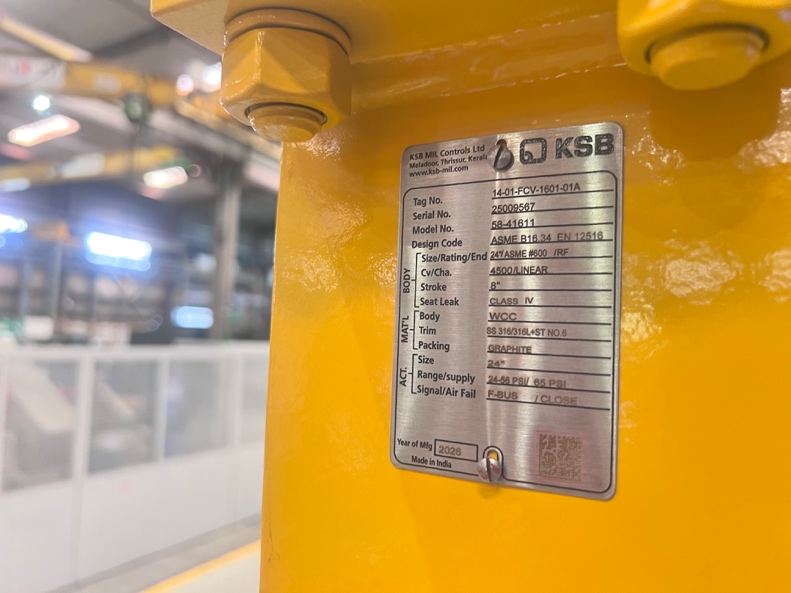 KSB MIL Controls Ltd
Meladoor, Thrissur, Kerala
www.ksb-mil.com
KSB
Tag No. 14-01-FCV-1601-01A
Serial No. 25009567
Model No. 58-41611
Design Code ASME B16.34 EN 12516
BODY
Size/Rating/End 24"/ASME #600 /RF
Cv/Cha. 4500/LINEAR
Stroke 8"
Seat Leak CLASS IV
MAT'L
Body WCC
Trim SS 316/316L+ST NO.6
Packing GRAPHITE
ACT.
Size 24"
Range/supply 24-56 PSI/ 65 PSI
Signal/Air Fail F-BUS / CLOSE
Year of Mfg 2026
Made in India